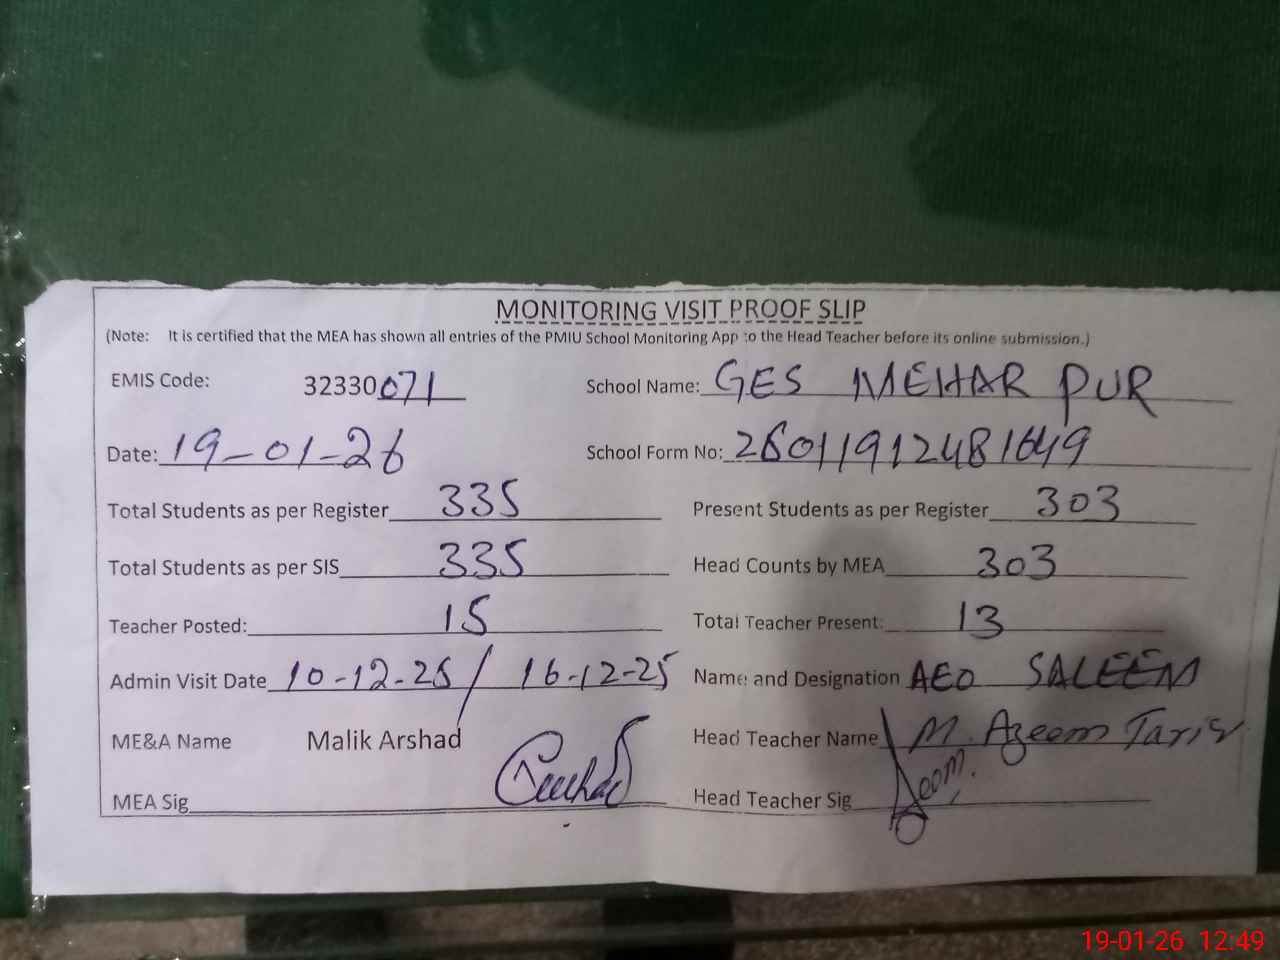 MONITORING VISIT PROOF SLIP
(Note: It is certified that the MEA has shown all entries of the PMIU School Monitoring App to the Head Teacher before its online submission.)
EMIS Code: 32330071 School Name: GES MEHAR PUR
Date: 19-01-26 School Form No: 260119124816 49
Total Students as per Register 335 Present Students as per Register 303
Total Students as per SIS 335 Head Counts by MEA 303
Teacher Posted: 15 Total Teacher Present: 13
Admin Visit Date 10-12-25 / 16-12-25 Name and Designation AEO SALEEM
ME&A Name Malik Arshad Head Teacher Name M. Azeem Tariq
MEA Sig Head Teacher Sig
19-01-26 12:49